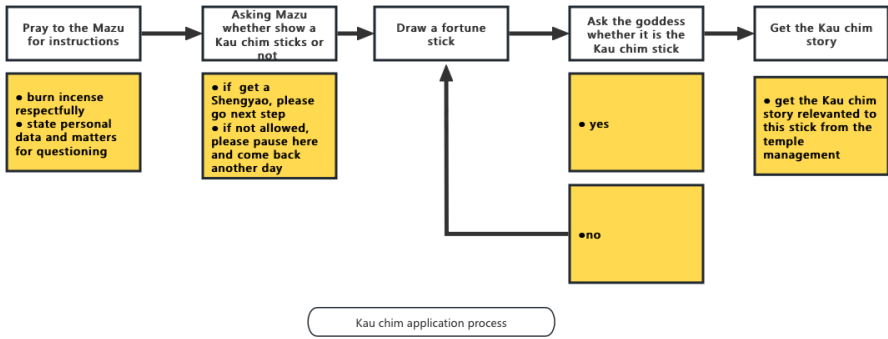 Pray to the Mazu
for instructions
Asking Mazu
whether show a
Kau chim sticks or
not
Draw a fortune
stick
Ask the goddess
whether it is the
Kau chim stick
Get the Kau chim
story
● burn incense
respectfully
● state personal
data and matters
for questioning
● if get a
Shengyao, please
go next step
● if not allowed,
please pause here
and come back
another day
● yes
●no
● get the Kau chim
story relevanted to
this stick from the
temple
management
Kau chim application process